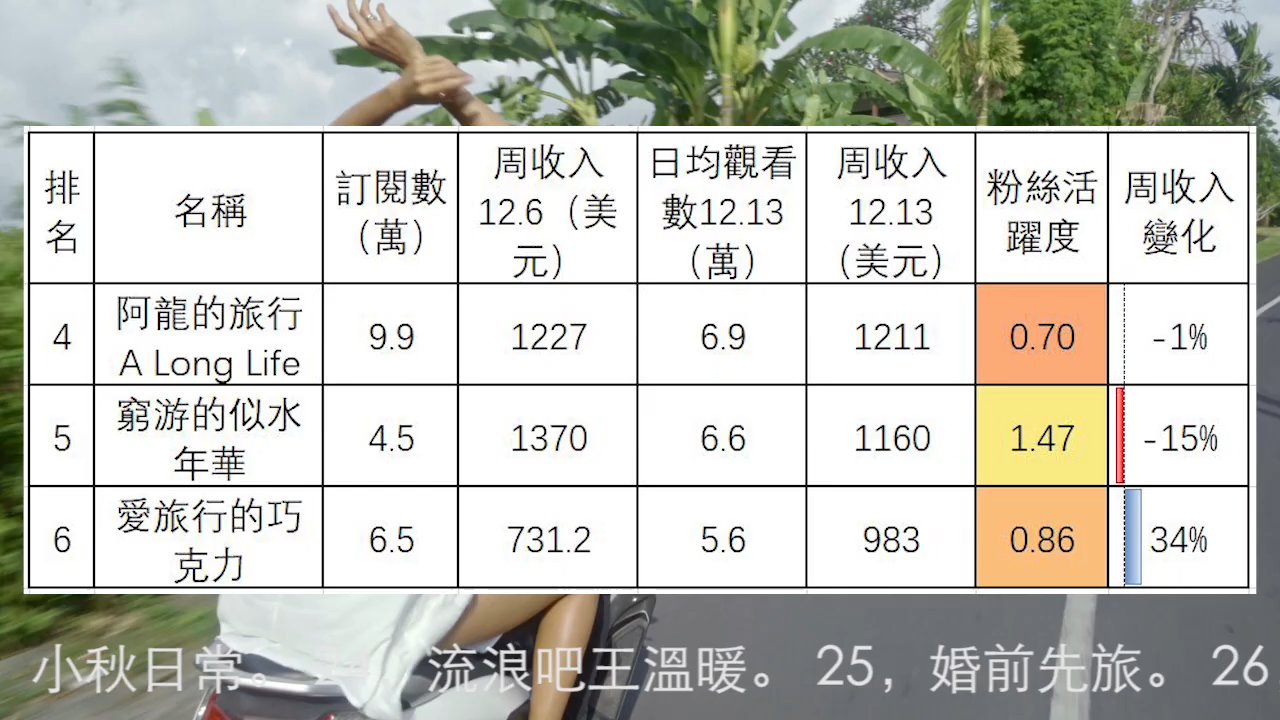 排名 名稱 訂閱數（萬） 周收入12.6（美元） 日均觀看數12.13（萬） 周收入12.13（美元） 粉絲活躍度 周收入變化
4 阿龍的旅行A Long Life 9.9 1227 6.9 1211 0.70 -1%
5 窮游的似水年華 4.5 1370 6.6 1160 1.47 -15%
6 愛旅行的巧克力 6.5 731.2 5.6 983 0.86 34%
小秋日常。 流浪吧王溫暖。 25，婚前先旅。 26